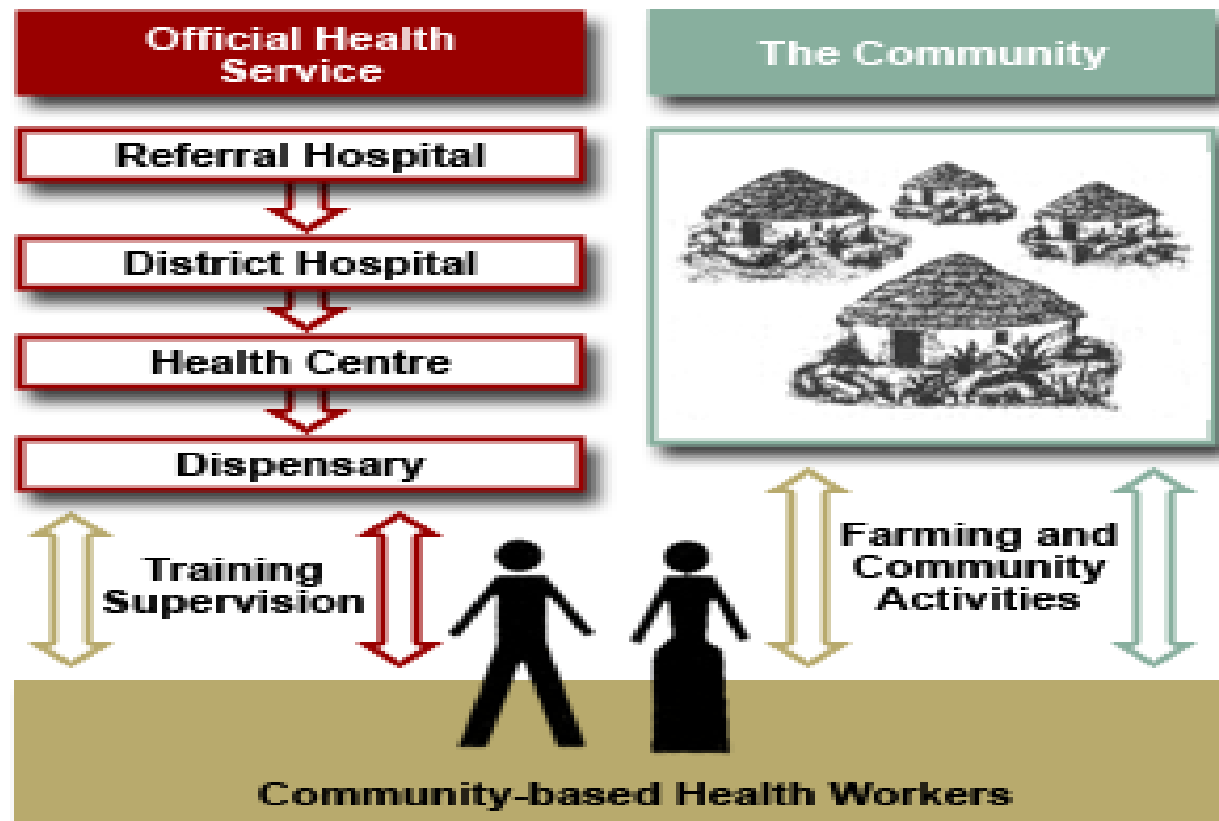 Official Health
Service
The Community
Referral Hospital
District Hospital
Health Centre
Dispensary
Training
Supervision
Farming and
Community
Activities
Community-based Health Workers